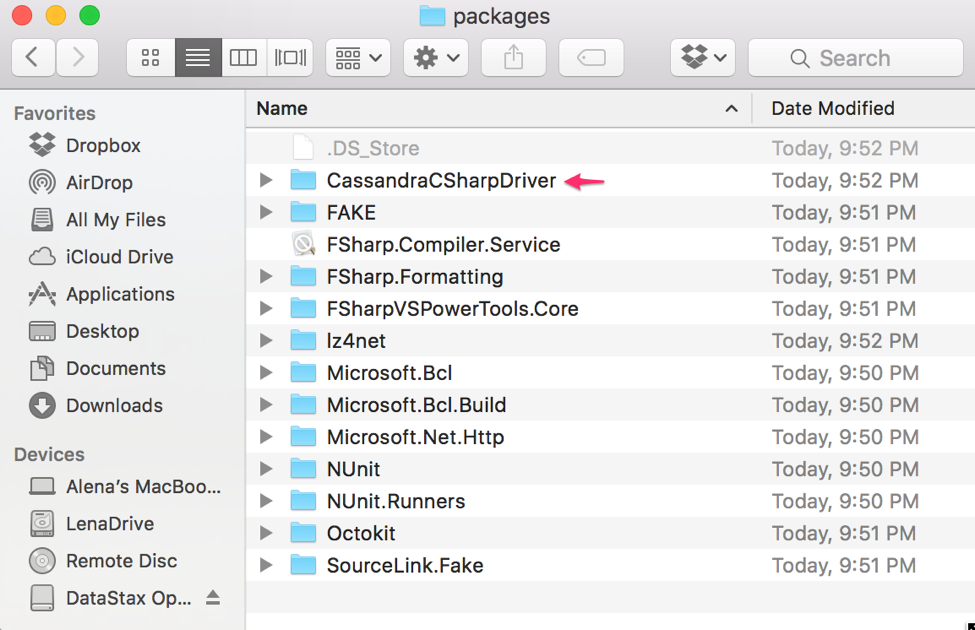 packages
Search
Favorites
Dropbox
AirDrop
All My Files
iCloud Drive
Applications
Desktop
Documents
Downloads
Devices
Alena's MacBoo...
LenaDrive
Remote Disc
DataStax Op...
Name Date Modified
.DS_Store Today, 9:52 PM
CassandraCSharpDriver Today, 9:52 PM
FAKE Today, 9:51 PM
FSharp.Compiler.Service Today, 9:51 PM
FSharp.Formatting Today, 9:51 PM
FSharpVSPowerTools.Core Today, 9:51 PM
lz4net Today, 9:52 PM
Microsoft.Bcl Today, 9:50 PM
Microsoft.Bcl.Build Today, 9:50 PM
Microsoft.Net.Http Today, 9:50 PM
NUnit Today, 9:50 PM
NUnit.Runners Today, 9:50 PM
Octokit Today, 9:51 PM
SourceLink.Fake Today, 9:51 PM